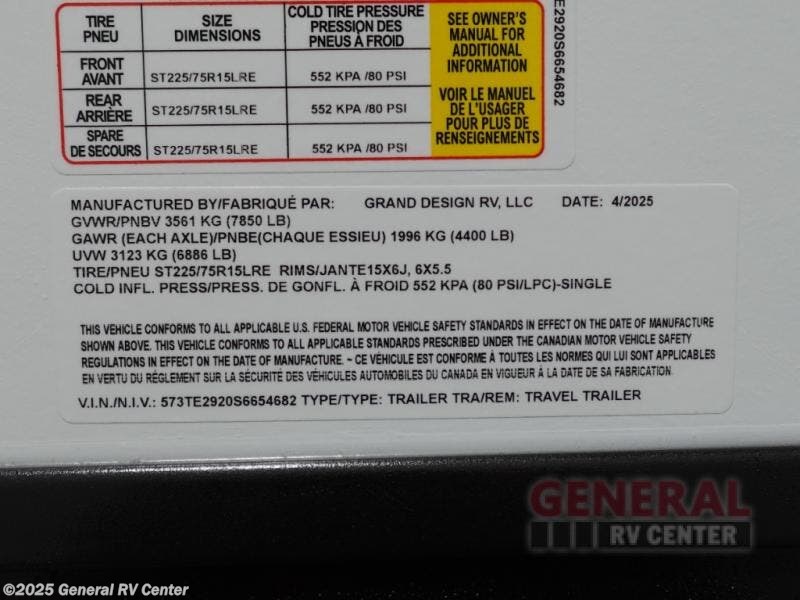 TIRE PNEU
SIZE DIMENSIONS
COLD TIRE PRESSURE PRESSION DES PNEUS À FROID
SEE OWNER'S
MANUAL FOR
ADDITIONAL
INFORMATION
VOIR LE MANUEL
DE L'USAGER
POUR PLUS DE
RENSEIGNEMENTS
FRONT AVANT ST225/75R15LRE 552 KPA /80 PSI
REAR ARRIÈRE ST225/75R15LRE 552 KPA /80 PSI
SPARE DE SECOURS ST225/75R15LRE 552 KPA /80 PSI
E2920S6654682
MANUFACTURED BY/FABRIQUÉ PAR: GRAND DESIGN RV, LLC DATE: 4/2025
GVWR/PNBV 3561 KG (7850 LB)
GAWR (EACH AXLE)/PNBE(CHAQUE ESSIEU) 1996 KG (4400 LB)
UVW 3123 KG (6886 LB)
TIRE/PNEU ST225/75R15LRE RIMS/JANTE15X6J, 6X5.5
COLD INFL. PRESS/PRESS. DE GONFL. À FROID 552 KPA (80 PSI/LPC)-SINGLE
THIS VEHICLE CONFORMS TO ALL APPLICABLE U.S. FEDERAL MOTOR VEHICLE SAFETY STANDARDS IN EFFECT ON THE DATE OF MANUFACTURE
SHOWN ABOVE. THIS VEHICLE CONFORMS TO ALL APPLICABLE STANDARDS PRESCRIBED UNDER THE CANADIAN MOTOR VEHICLE SAFETY
REGULATIONS IN EFFECT ON THE DATE OF MANUFACTURE. ~ CE VÉHICULE EST CONFORME À TOUTES LES NORMES QUI LUI SONT APPLICABLES
EN VERTU DU RÈGLEMENT SUR LA SÉCURITÉ DES VÉHICULES AUTOMOBILES DU CANADA EN VIGUEUR À LA DATE DE SA FABRICATION.
V.I.N./N.I.V.: 573TE2920S6654682 TYPE/TYPE: TRAILER TRA/REM: TRAVEL TRAILER
GENERAL
RV CENTER
©2025 General RV Center